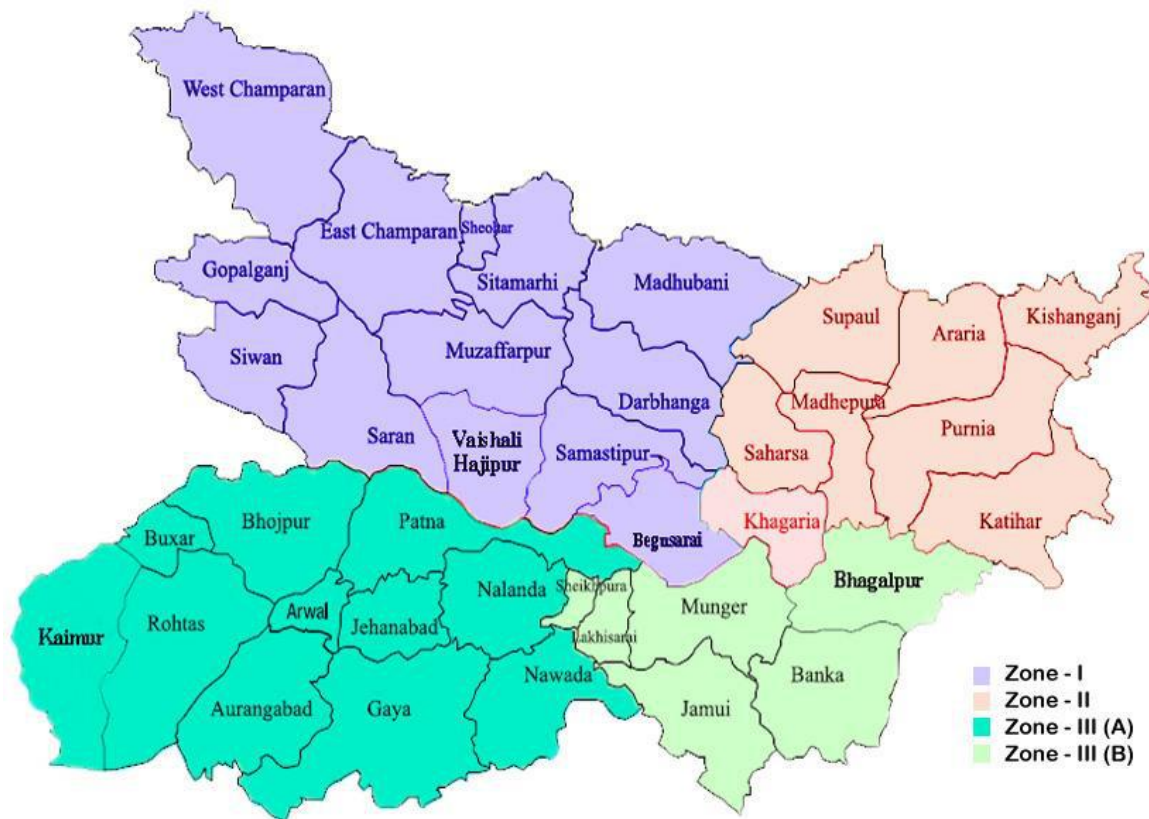 West Champaran
East Champaran
Sheohar
Gopalganj
Sitamarhi
Madhubani
Siwan
Muzaffarpur
Supaul
Araria
Kishanganj
Darbhanga
Madhepura
Saran
Vaishali
Hajipur
Samastipur
Saharsa
Purnia
Bhojpur
Patna
Begusarai
Khagaria
Katihar
Buxar
Nalanda
Sheikhpura
Munger
Bhagalpur
Kaimur
Rohtas
Arwal
Jehanabad
Lakhisarai
Aurangabad
Gaya
Nawada
Jamui
Banka
Zone - I
Zone - II
Zone - III (A)
Zone - III (B)